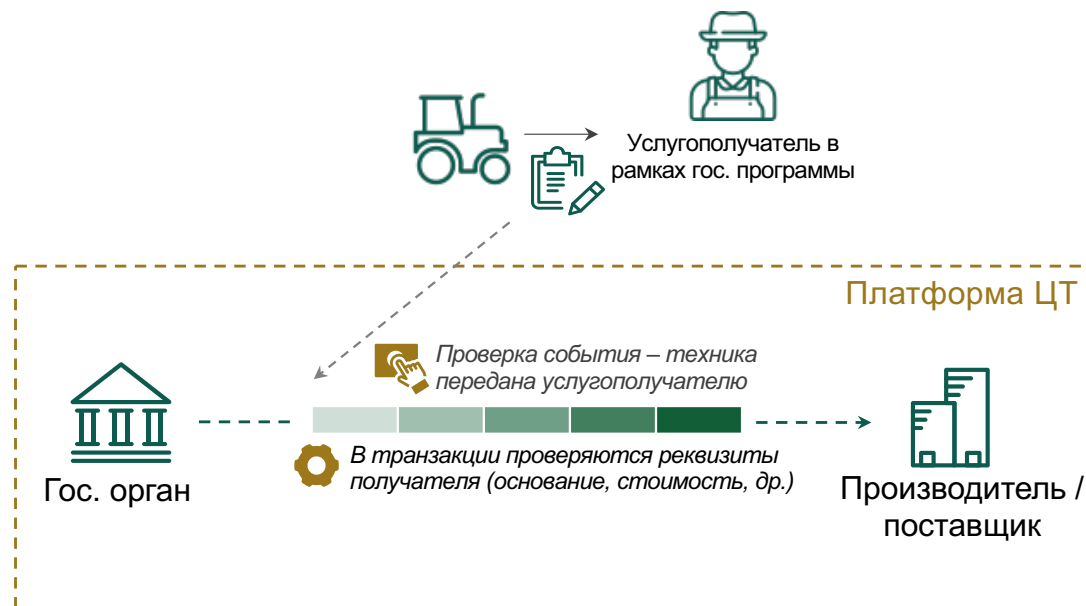 Услугополучатель в
рамках гос. программы
Платформа ЦТ
Проверка события – техника
передана услугополучателю
В транзакции проверяются реквизиты
получателя (основание, стоимость, др.)
Гос. орган
Производитель /
поставщик